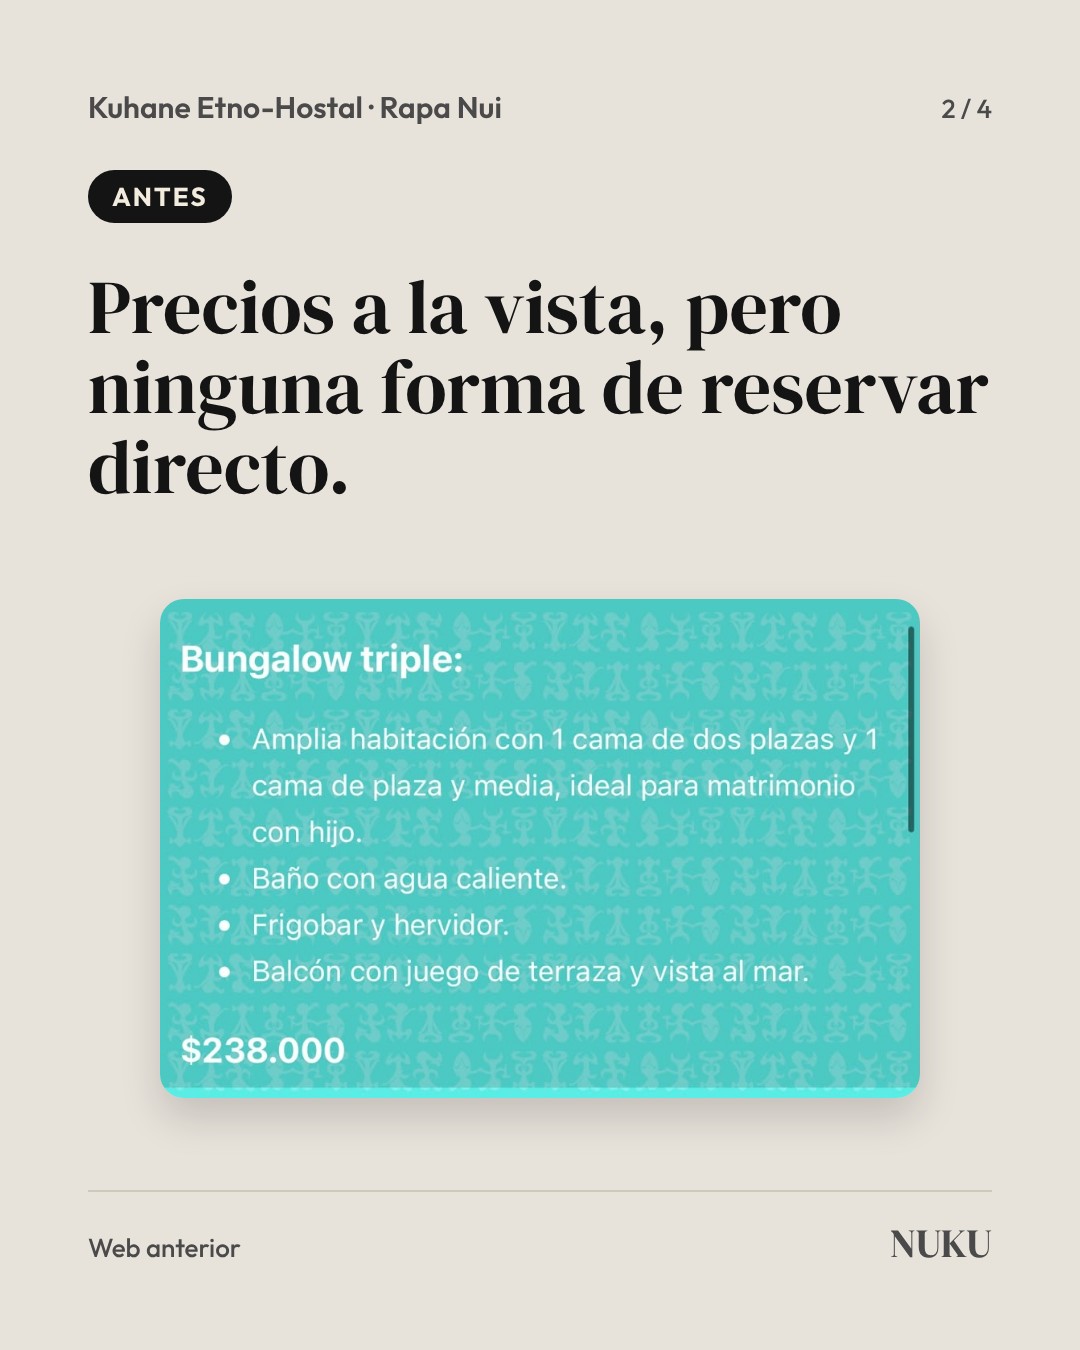 Kuhane Etno-Hostal · Rapa Nui
2 / 4
ANTES
Precios a la vista, pero
ninguna forma de reservar
directo.
Bungalow triple:
• Amplia habitación con 1 cama de dos plazas y 1
cama de plaza y media, ideal para matrimonio
con hijo.
• Baño con agua caliente.
• Frigobar y hervidor.
• Balcón con juego de terraza y vista al mar.
$238.000
Web anterior
NUKU